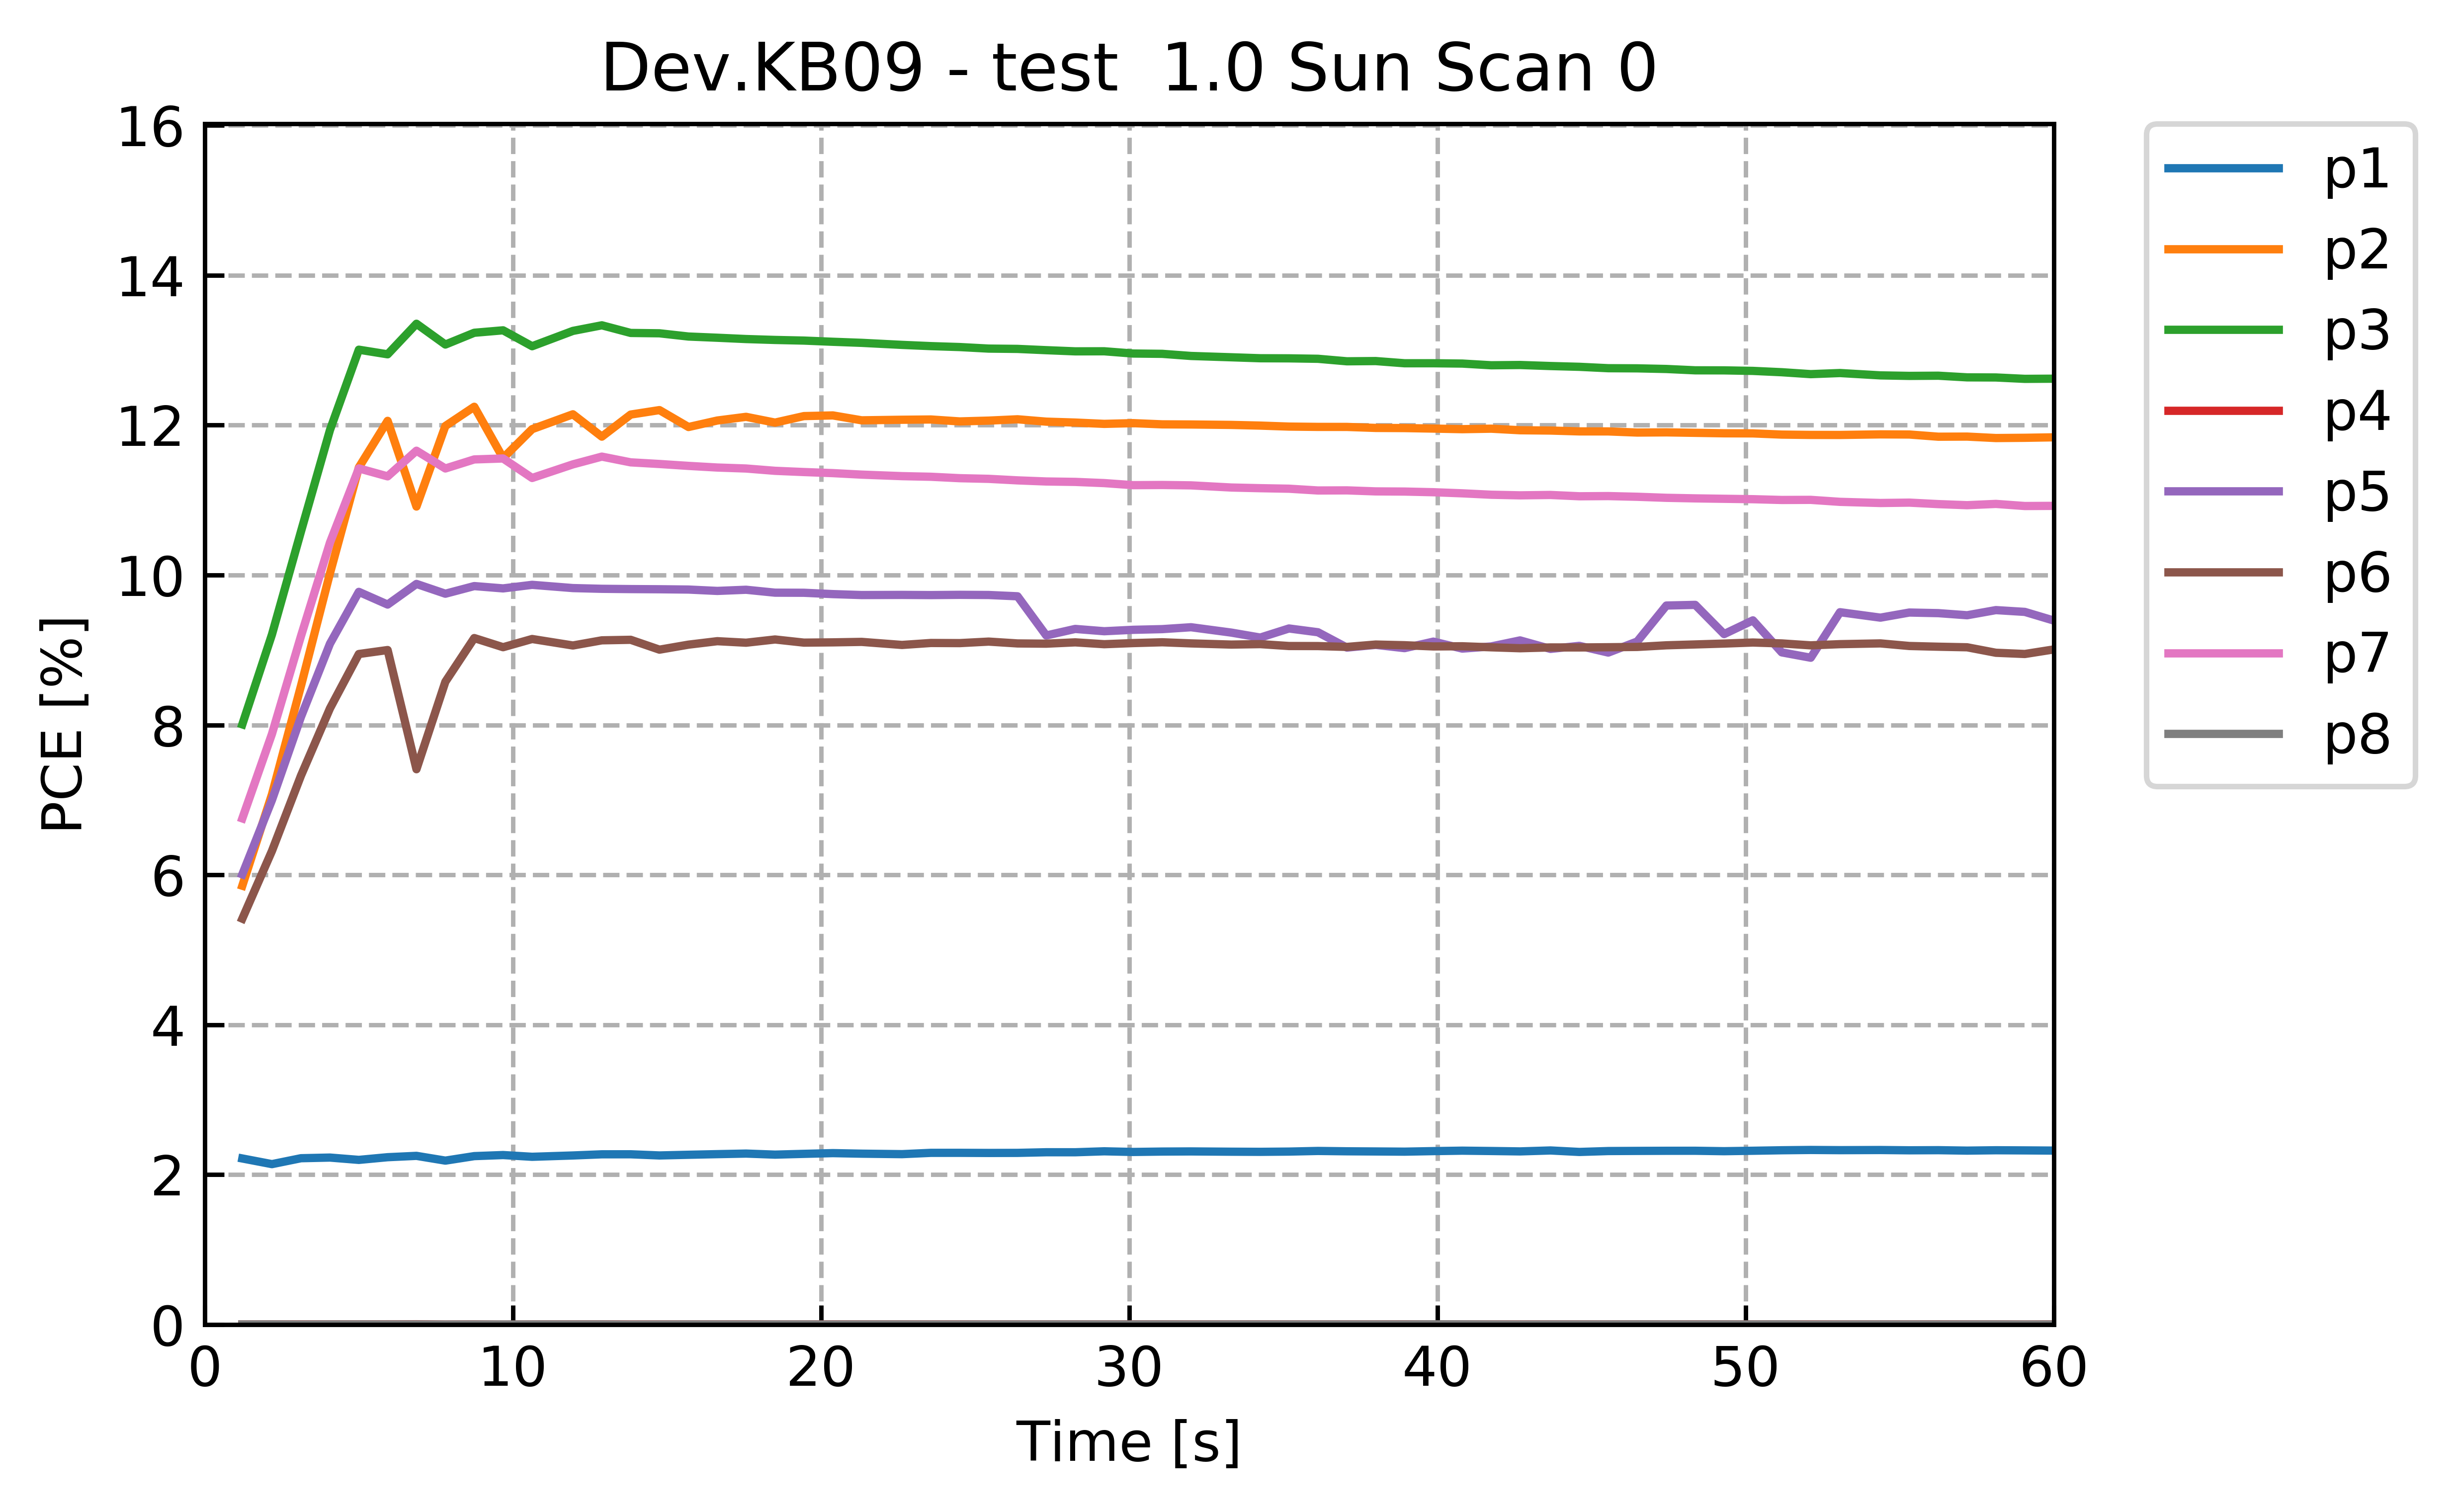 Dev.KB09 - test  1.0 Sun Scan 0
PCE [%]
16
14
12
10
8
6
4
2
0
0 10 20 30 40 50 60
Time [s]
p1
p2
p3
p4
p5
p6
p7
p8